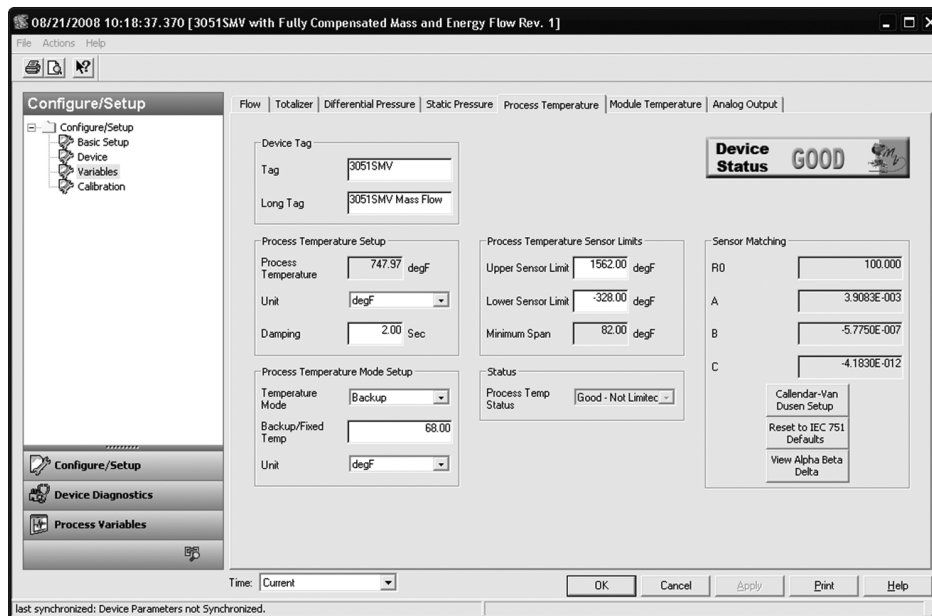 08/21/2008 10:18:37.370 [3051SMV with Fully Compensated Mass and Energy Flow Rev. 1]
File Actions Help
Configure/Setup
Configure/Setup
Basic Setup
Device
Variables
Calibration
Configure/Setup
Device Diagnostics
Process Variables
Flow Totalizer Differential Pressure Static Pressure Process Temperature Module Temperature Analog Output
Device Tag
Tag 3051SMV
Long Tag 3051SMV Mass Flow
Device Status GOOD
Process Temperature Setup
Process Temperature 747.97 degF
Unit degF
Damping 2.00 Sec
Process Temperature Sensor Limits
Upper Sensor Limit 1562.00 degF
Lower Sensor Limit -328.00 degF
Minimum Span 82.00 degF
Sensor Matching
R0 100.000
A 3.9083E-003
B -5.7750E-007
C -4.1830E-012
Callendar-Van Dusen Setup
Reset to IEC 751 Defaults
View Alpha Beta Delta
Process Temperature Mode Setup
Temperature Mode Backup
Backup/Fixed Temp 68.00
Unit degF
Status
Process Temp Status Good - Not Limitec
Time: Current
OK Cancel Apply Print Help
last synchronized: Device Parameters not Synchronized.